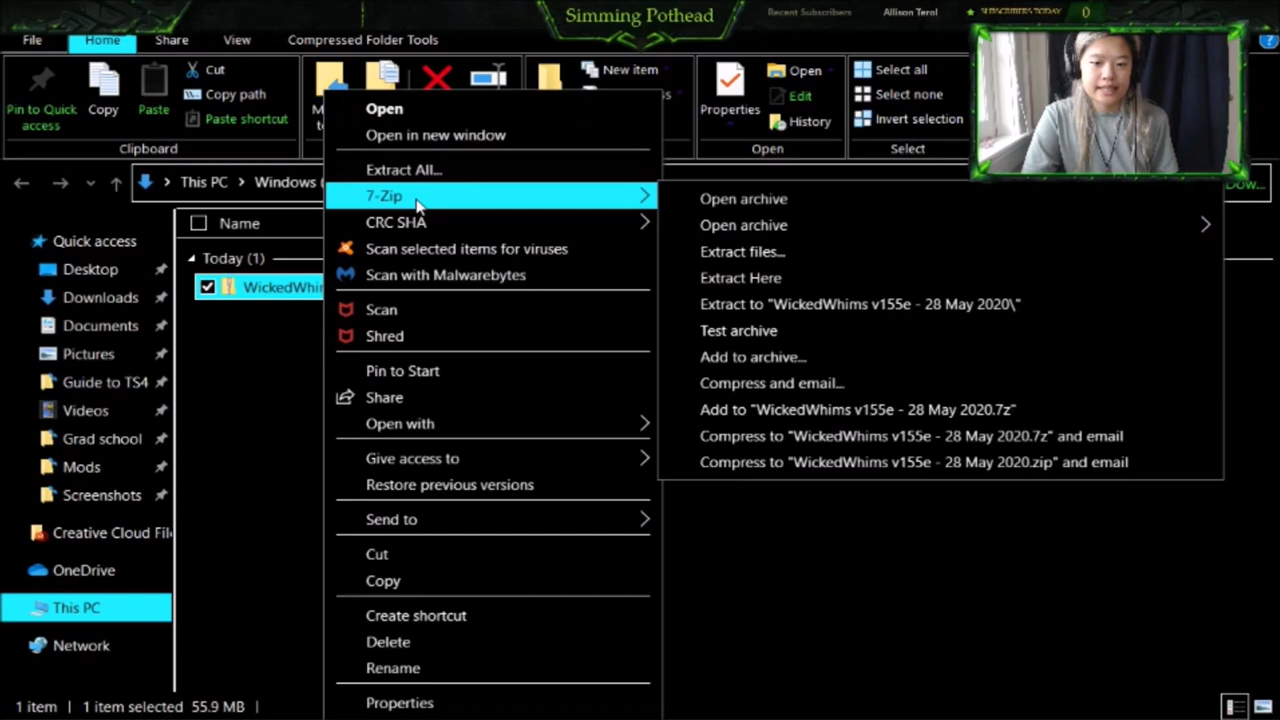 Simming Pothead
Recent Subscribers
Allison Terol
SUBSCRIBERS TODAY 0
File Home Share View Compressed Folder Tools
Pin to Quick access
Copy
Paste
Cut
Copy path
Paste shortcut
Clipboard
New item
Properties
Open
Edit
History
Open
Select all
Select none
Invert selection
Select
This PC > Windows (
Dow...
Name
Today (1)
WickedWhim
Quick access
Desktop
Downloads
Documents
Pictures
Guide to TS4
Videos
Grad school
Mods
Screenshots
Creative Cloud Fil
OneDrive
This PC
Network
Open
Open in new window
Extract All...
7-Zip
CRC SHA
Scan selected items for viruses
Scan with Malwarebytes
Scan
Shred
Pin to Start
Share
Open with
Give access to
Restore previous versions
Send to
Cut
Copy
Create shortcut
Delete
Rename
Properties
Open archive
Open archive
Extract files...
Extract Here
Extract to "WickedWhims v155e - 28 May 2020\"
Test archive
Add to archive...
Compress and email...
Add to "WickedWhims v155e - 28 May 2020.7z"
Compress to "WickedWhims v155e - 28 May 2020.7z" and email
Compress to "WickedWhims v155e - 28 May 2020.zip" and email
1 item 1 item selected 55.9 MB